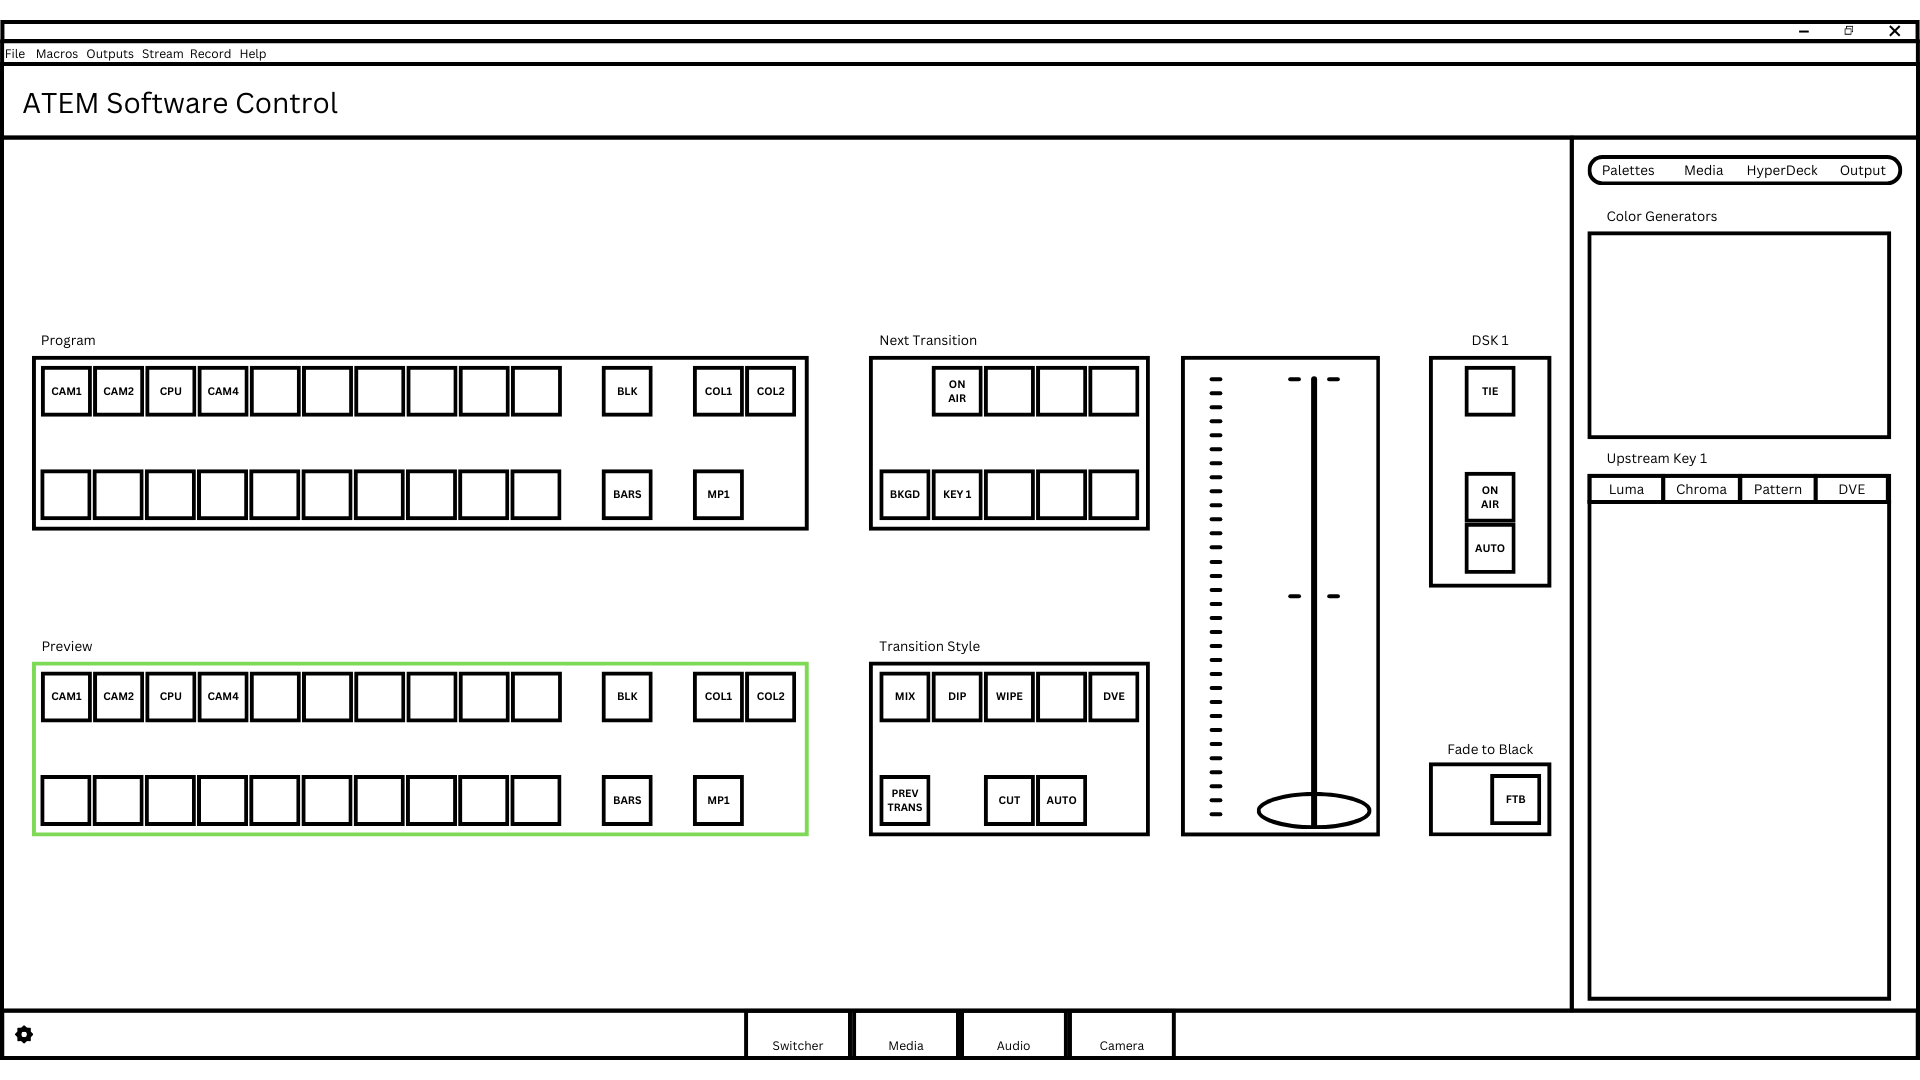 File Macros Outputs Stream Record Help
ATEM Software Control
Palettes Media HyperDeck Output
Color Generators
Program
CAM1 CAM2 CPU CAM4 BLK COL1 COL2
BARS MP1
Next Transition
ON
AIR
BKGD KEY 1
DSK 1
TIE
ON
AIR
AUTO
Upstream Key 1
Luma Chroma Pattern DVE
Preview
CAM1 CAM2 CPU CAM4 BLK COL1 COL2
BARS MP1
Transition Style
MIX DIP WIPE DVE
PREV
TRANS
CUT AUTO
Fade to Black
FTB
Switcher Media Audio Camera